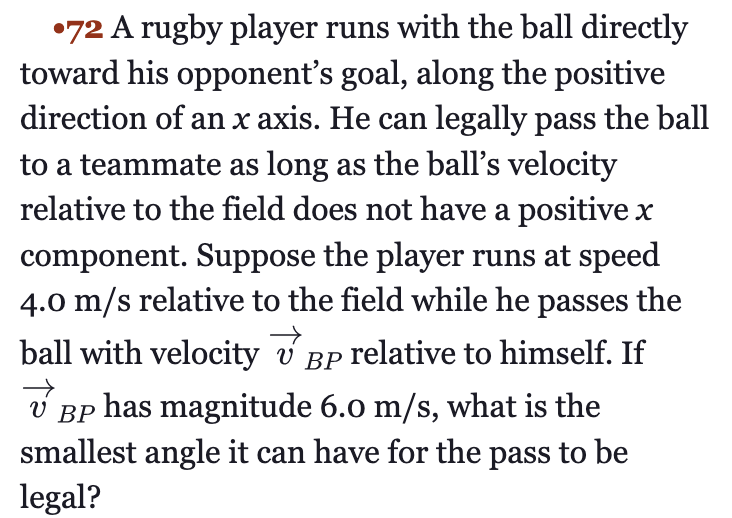 •72 A rugby player runs with the ball directly
toward his opponent’s goal, along the positive
direction of an x axis. He can legally pass the ball
to a teammate as long as the ball’s velocity
relative to the field does not have a positive x
component. Suppose the player runs at speed
4.0 m/s relative to the field while he passes the
ball with velocity v⃗ BP relative to himself. If
v⃗ BP has magnitude 6.0 m/s, what is the
smallest angle it can have for the pass to be
legal?